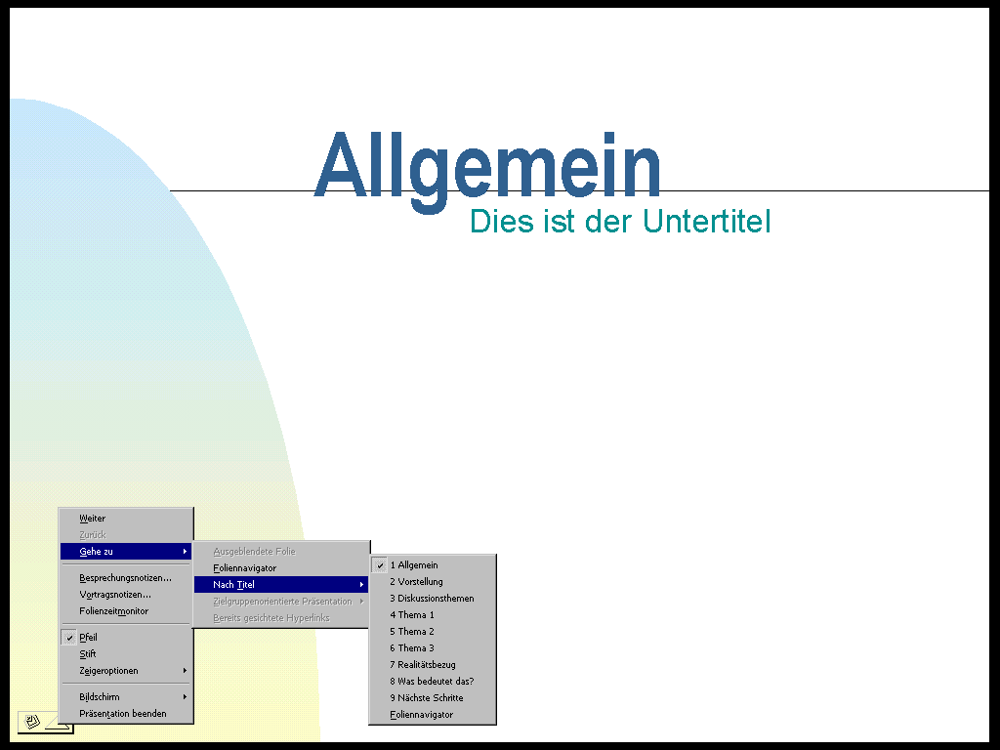 Allgemein
Dies ist der Untertitel
Weiter
Zurück
Gehe zu
Besprechungsnotizen...
Vortragsnotizen...
Folienzeitmonitor
Pfeil
Stift
Zeigeroptionen
Bildschirm
Präsentation beenden
Ausgeblendete Folie
Foliennavigator
Nach Titel
Zielgruppenorientierte Präsentation
Bereits gesichtete Hyperlinks
1 Allgemein
2 Vorstellung
3 Diskussionsthemen
4 Thema 1
5 Thema 2
6 Thema 3
7 Realitätsbezug
8 Was bedeutet das?
9 Nächste Schritte
Foliennavigator